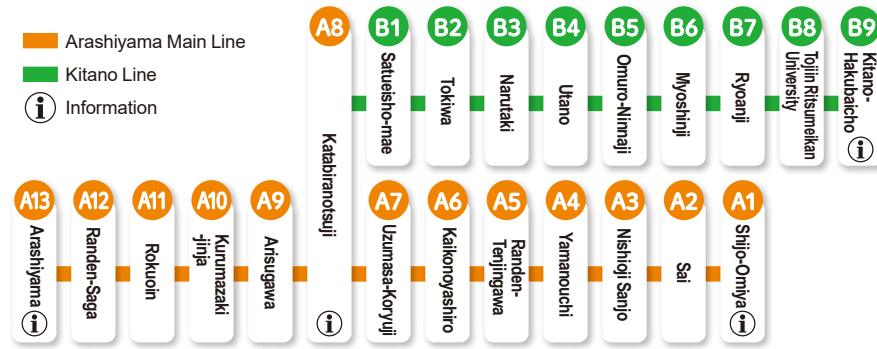 Arashiyama Main Line
Kitano Line
i Information
A8
Katabiranotsuji
i
B1
Satueisho-mae
B2
Tokiwa
B3
Narutaki
B4
Utano
B5
Omuro-Ninnaji
B6
Myoshinji
B7
Ryoanji
B8
Tojiin Ritsumeikan
University
B9
Kitano-
Hakubaicho
i
A13
Arashiyama
i
A12
Randen-Saga
A11
Rokuoin
A10
Kurumazaki
-jinja
A9
Arisugawa
A7
Uzumasa-Koryuji
A6
Kaikonoyashiro
A5
Randen-
Tenjingawa
A4
Yamanouchi
A3
Nishioji Sanjo
A2
Sai
A1
Shijo-Omiya
i